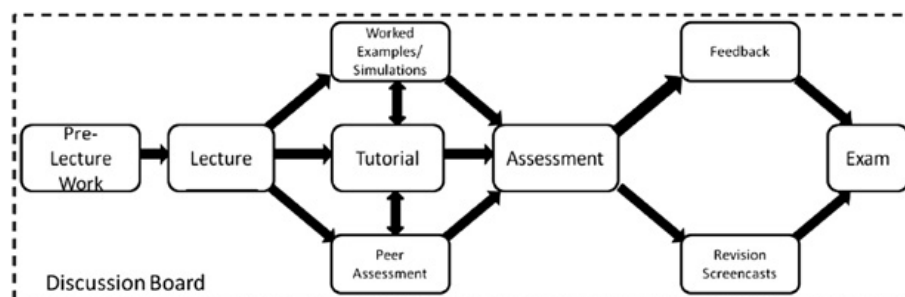 Worked
Examples/
Simulations
Feedback
Pre-
Lecture
Work
Lecture
Tutorial
Assessment
Exam
Peer
Assessment
Revision
Screencasts
Discussion Board